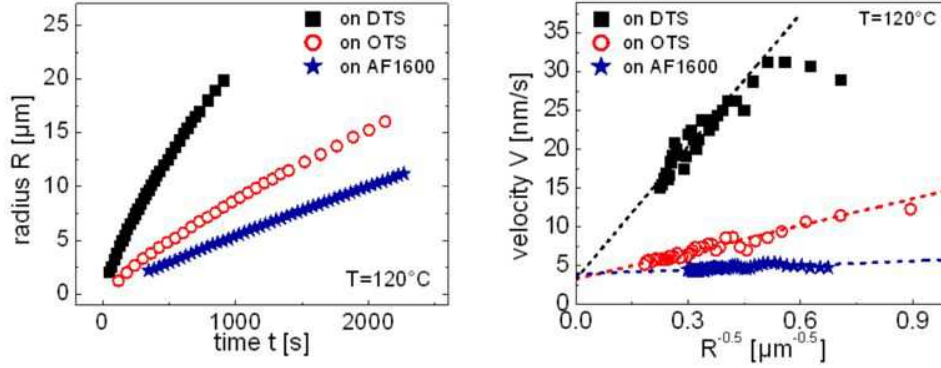 25
20
15
10
5
0
radius R [µm]
on DTS
on OTS
on AF1600
T=120°C
0
1000
2000
time t [s]
40
35
30
25
20
15
10
5
0
velocity V [nm/s]
on DTS
on OTS
on AF1600
T=120°C
0.0
0.3
0.6
0.9
R^-0.5 [µm^-0.5]